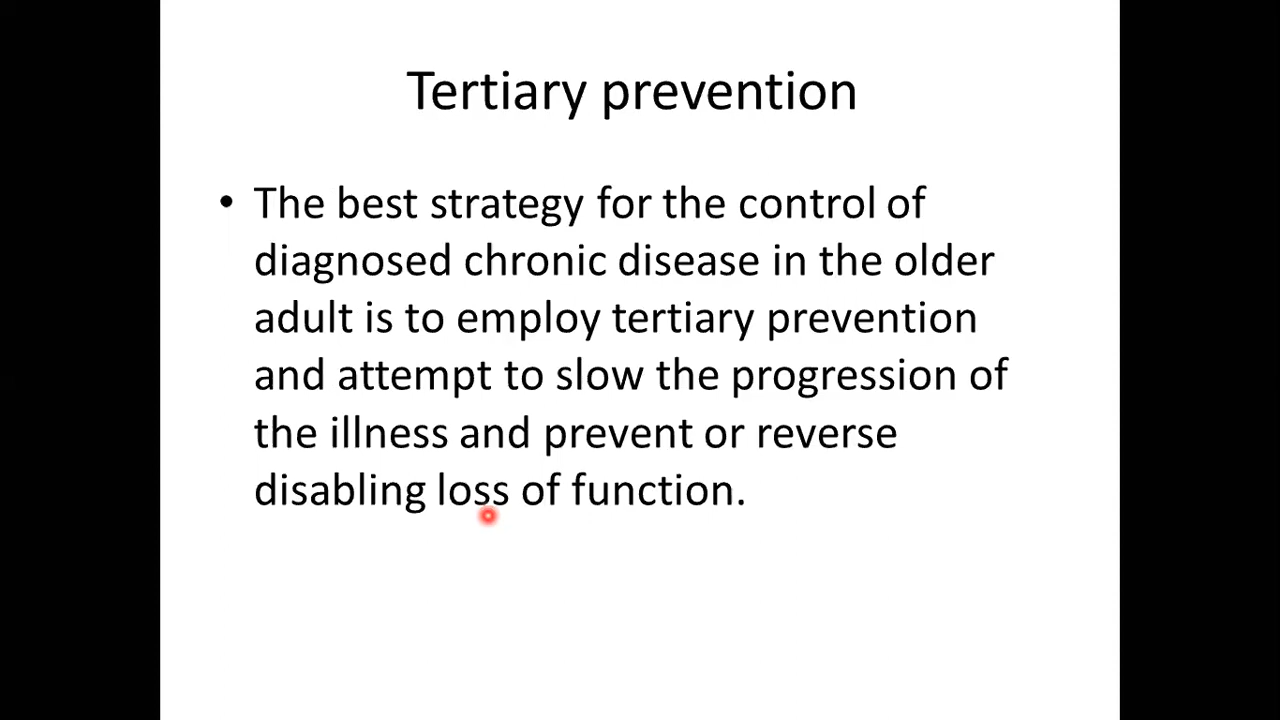 Tertiary prevention
• The best strategy for the control of
diagnosed chronic disease in the older
adult is to employ tertiary prevention
and attempt to slow the progression of
the illness and prevent or reverse
disabling loss of function.